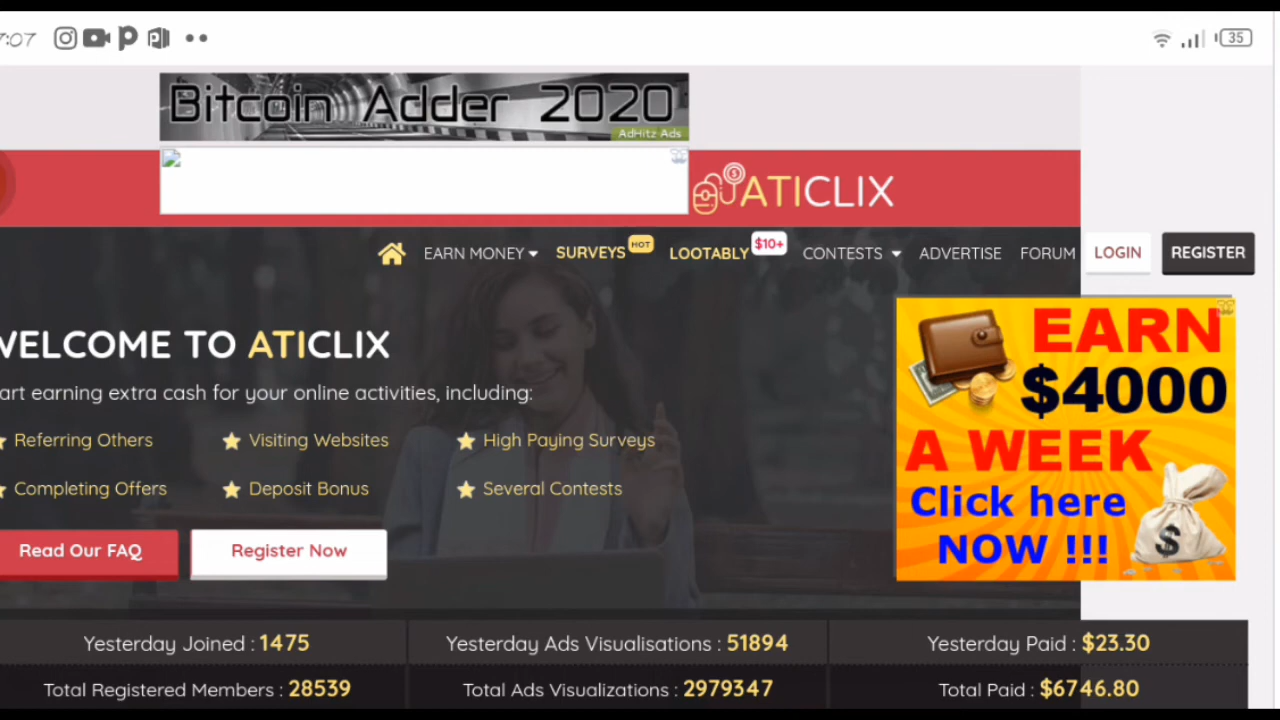 :07
35
Bitcoin Adder 2020
AdHitz Ads
ATICLIX
EARN MONEY
SURVEYS HOT
LOOTABLY $10+
CONTESTS
ADVERTISE
FORUM
LOGIN
REGISTER
WELCOME TO ATICLIX
art earning extra cash for your online activities, including:
Referring Others
Visiting Websites
High Paying Surveys
Completing Offers
Deposit Bonus
Several Contests
Read Our FAQ
Register Now
EARN
$4000
A WEEK
Click here
NOW !!!
$
Yesterday Joined : 1475
Yesterday Ads Visualisations : 51894
Yesterday Paid : $23.30
Total Registered Members : 28539
Total Ads Visualizations : 2979347
Total Paid : $6746.80